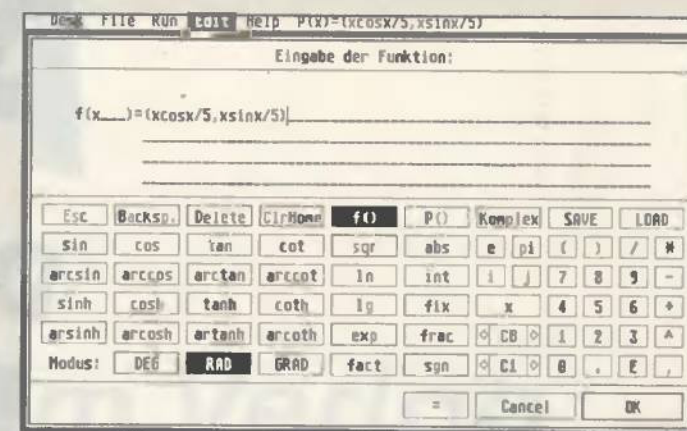 Desk File Run Edit Help P(x)=(xcosx/5,xsinx/5)
Eingabe der Funktion:
f(x___)=(xcosx/5,xsinx/5)
Esc Backsp. Delete ClrHome f() P() Komplex SAVE LOAD
sin cos tan cot sqr abs e pi ( ) / *
arcsin arccos arctan arccot ln int i j 7 8 9 -
sinh cosh tanh coth lg fix x 4 5 6 +
arsinh arcosh artanh arcoth exp frac C0 1 2 3 ^
Modus: DEG RAD GRAD fact sgn C1 0 . E ,
= Cancel OK